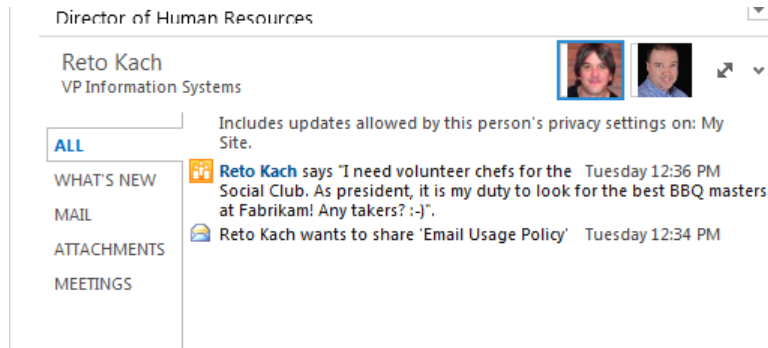 Director of Human Resources
Reto Kach
VP Information Systems
ALL
WHAT'S NEW
MAIL
ATTACHMENTS
MEETINGS
Includes updates allowed by this person's privacy settings on: My
Site.
Reto Kach says "I need volunteer chefs for the Tuesday 12:36 PM
Social Club. As president, it is my duty to look for the best BBQ masters
at Fabrikam! Any takers? :-)".
Reto Kach wants to share 'Email Usage Policy' Tuesday 12:34 PM